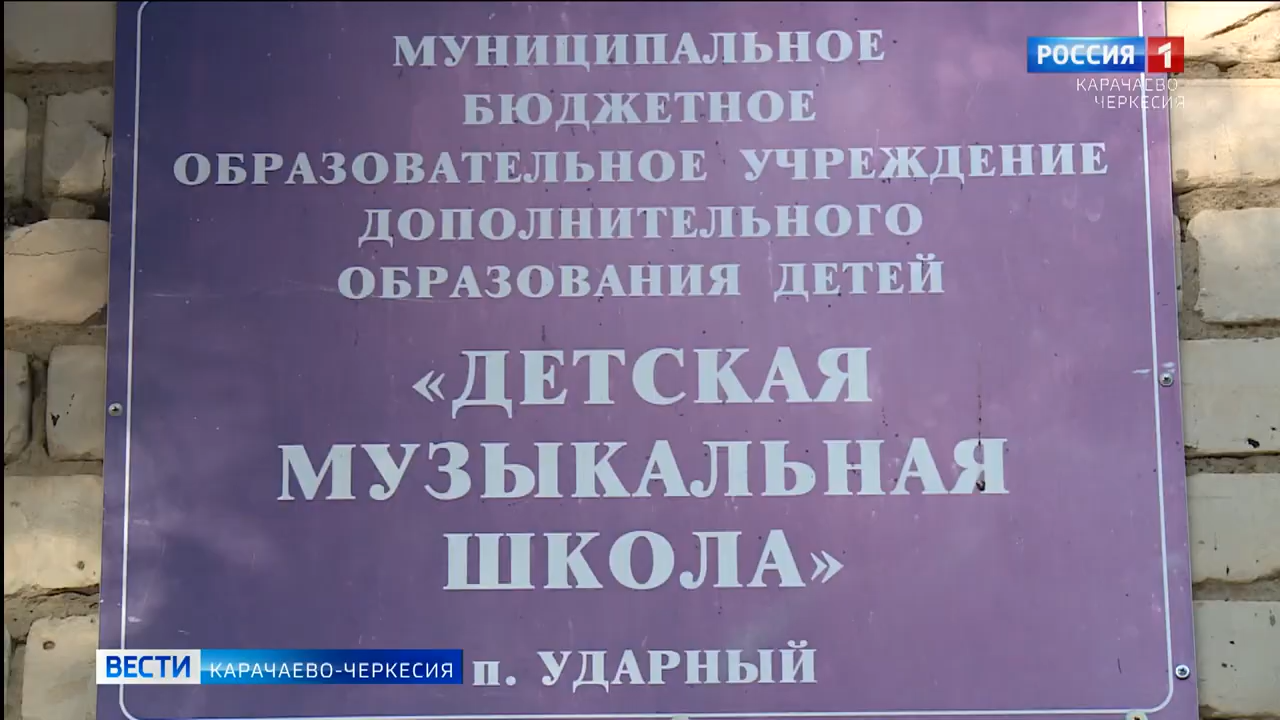 РОССИЯ 1
КАРАЧАЕВО-
ЧЕРКЕСИЯ
МУНИЦИПАЛЬНОЕ
БЮДЖЕТНОЕ
ОБРАЗОВАТЕЛЬНОЕ УЧРЕЖДЕНИЕ
ДОПОЛНИТЕЛЬНОГО
ОБРАЗОВАНИЯ ДЕТЕЙ
«ДЕТСКАЯ
МУЗЫКАЛЬНАЯ
ШКОЛА»
п. УДАРНЫЙ
ВЕСТИ КАРАЧАЕВО-ЧЕРКЕСИЯ